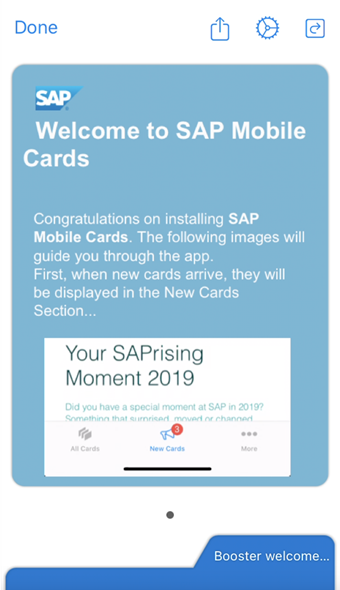 Done
SAP
Welcome to SAP Mobile
Cards
Congratulations on installing SAP
Mobile Cards. The following images will
guide you through the app.
First, when new cards arrive, they will
be displayed in the New Cards
Section...
Your SAPrising
Moment 2019
Did you have a special moment at SAP in 2019?
Something that surprised, moved or changed
3
All Cards
New Cards
More
Booster welcome...